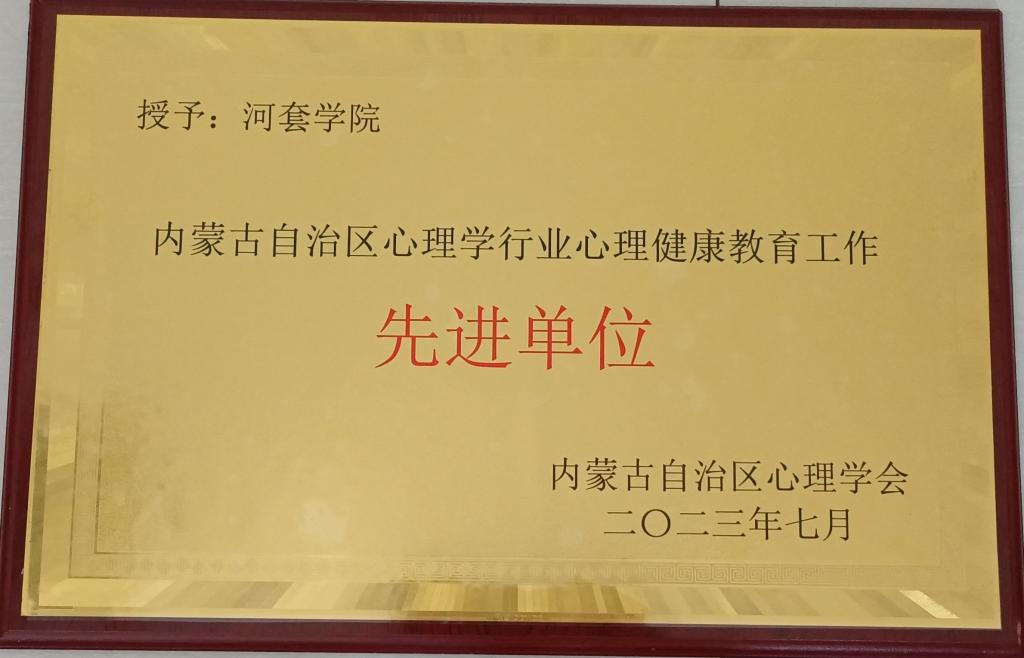 授予：河套学院
内蒙古自治区心理学行业心理健康教育工作
先进单位
内蒙古自治区心理学会
二〇二三年七月